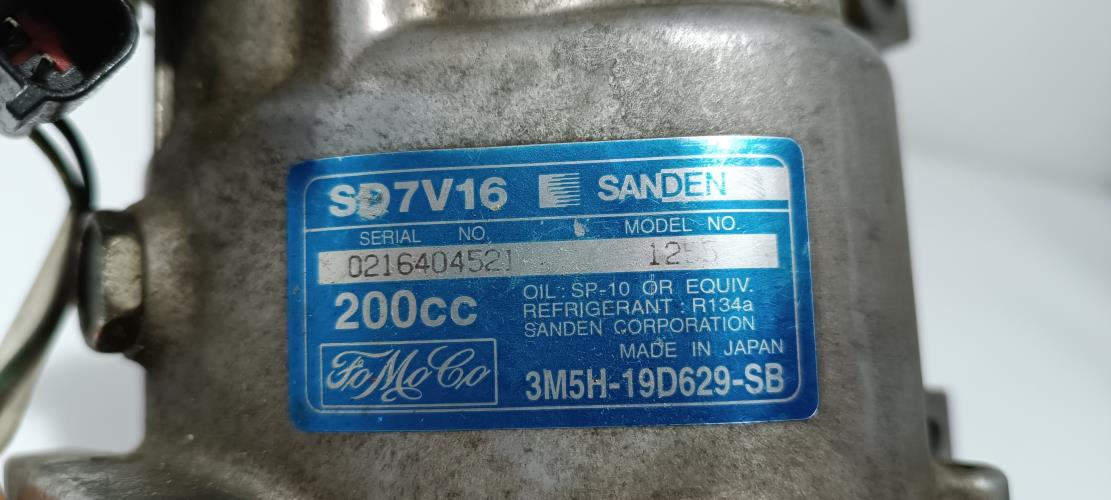 SD7V16 SANDEN
SERIAL NO. MODEL NO.
0216404521 1255
200cc
OIL : SP-10 OR EQUIV.
REFRIGERANT : R134a
SANDEN CORPORATION
MADE IN JAPAN
FoMoCo
3M5H-19D629-SB